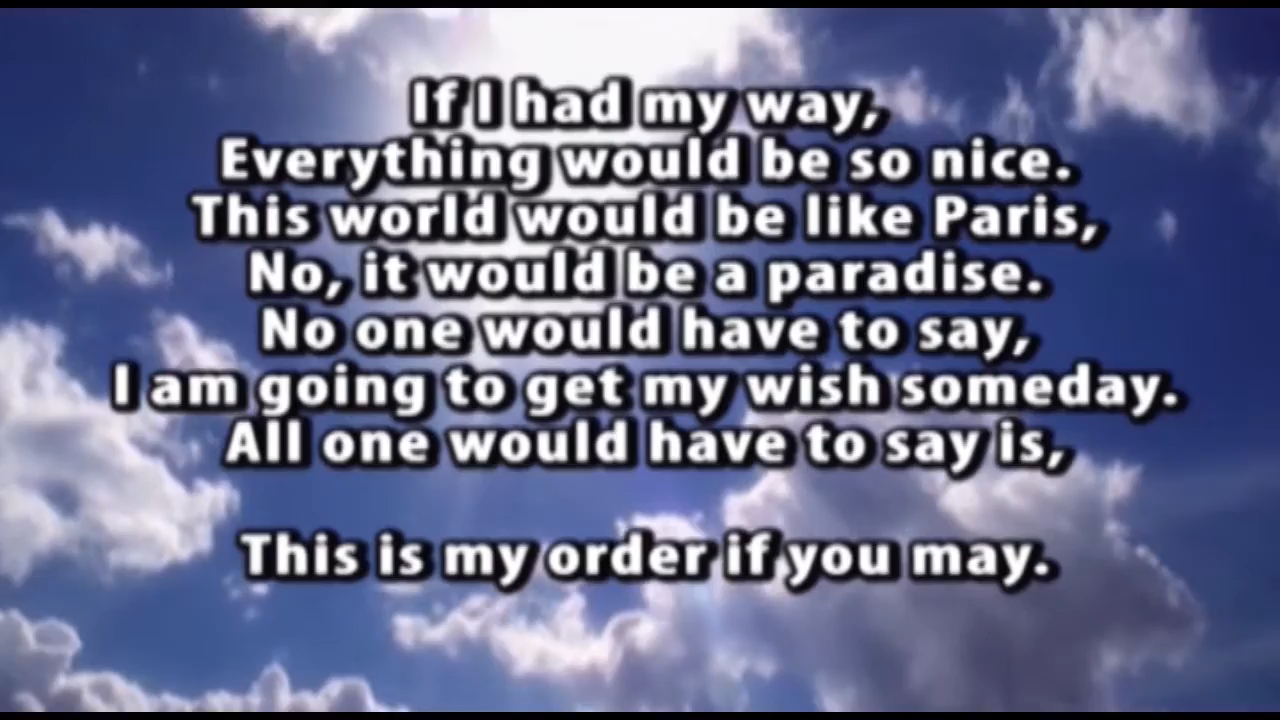 If I had my way,
Everything would be so nice.
This world would be like Paris,
No, it would be a paradise.
No one would have to say,
I am going to get my wish someday.
All one would have to say is,
This is my order if you may.